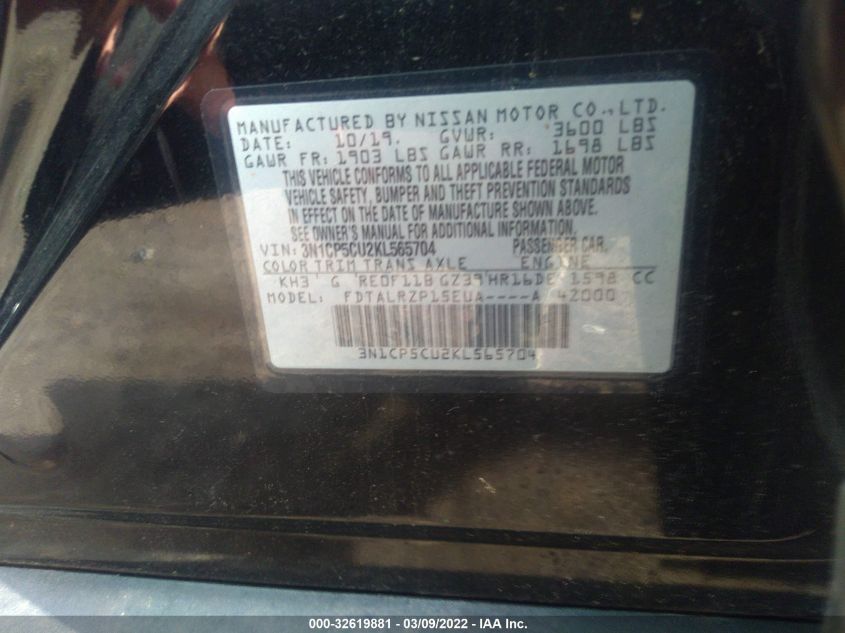 MANUFACTURED BY NISSAN MOTOR CO.,LTD.
DATE: 10/19. GVWR: 3600 LBS
GAWR FR: 1903 LBS GAWR RR: 1698 LBS
THIS VEHICLE CONFORMS TO ALL APPLICABLE FEDERAL MOTOR
VEHICLE SAFETY, BUMPER AND THEFT PREVENTION STANDARDS
IN EFFECT ON THE DATE OF MANUFACTURE SHOWN ABOVE.
SEE OWNER'S MANUAL FOR ADDITIONAL INFORMATION.
VIN: 3N1CP5CU2KL565704 PASSENGER CAR
COLOR TRIM TRANS AXLE ENGINE
KH3 G RE0F11B GZ39 HR16DE 1598 CC
MODEL: FDTALRZP15EUA----A 42000
3N1CP5CU2KL565704
000-32619881 - 03/09/2022 - IAA Inc.